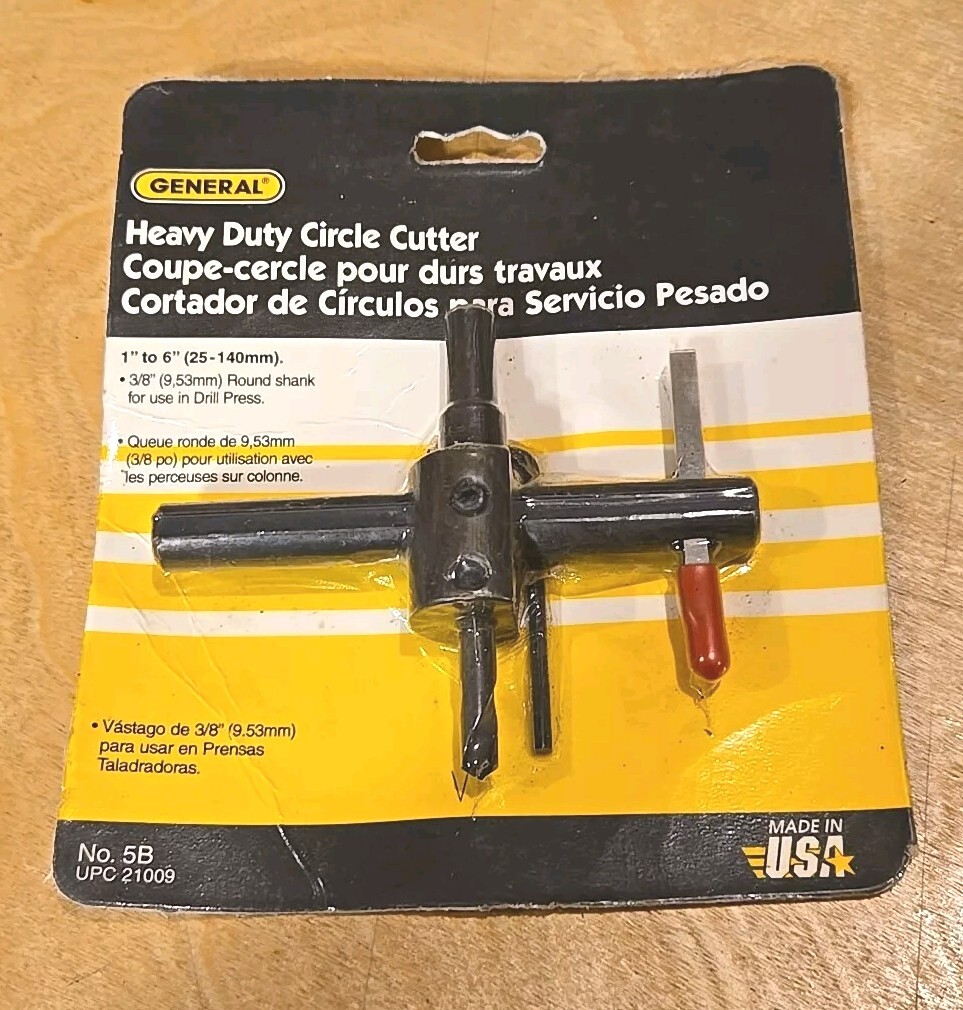 GENERAL®
Heavy Duty Circle Cutter
Coupe-cercle pour durs travaux
Cortador de Círculos para Servicio Pesado
1" to 6" (25-140mm).
• 3/8" (9,53mm) Round shank
for use in Drill Press.
• Queue ronde de 9,53mm
(3/8 po) pour utilisation avec
les perceuses sur colonne.
• Vástago de 3/8" (9.53mm)
para usar en Prensas
Taladradoras.
No. 5B
UPC 21009
MADE IN
USA